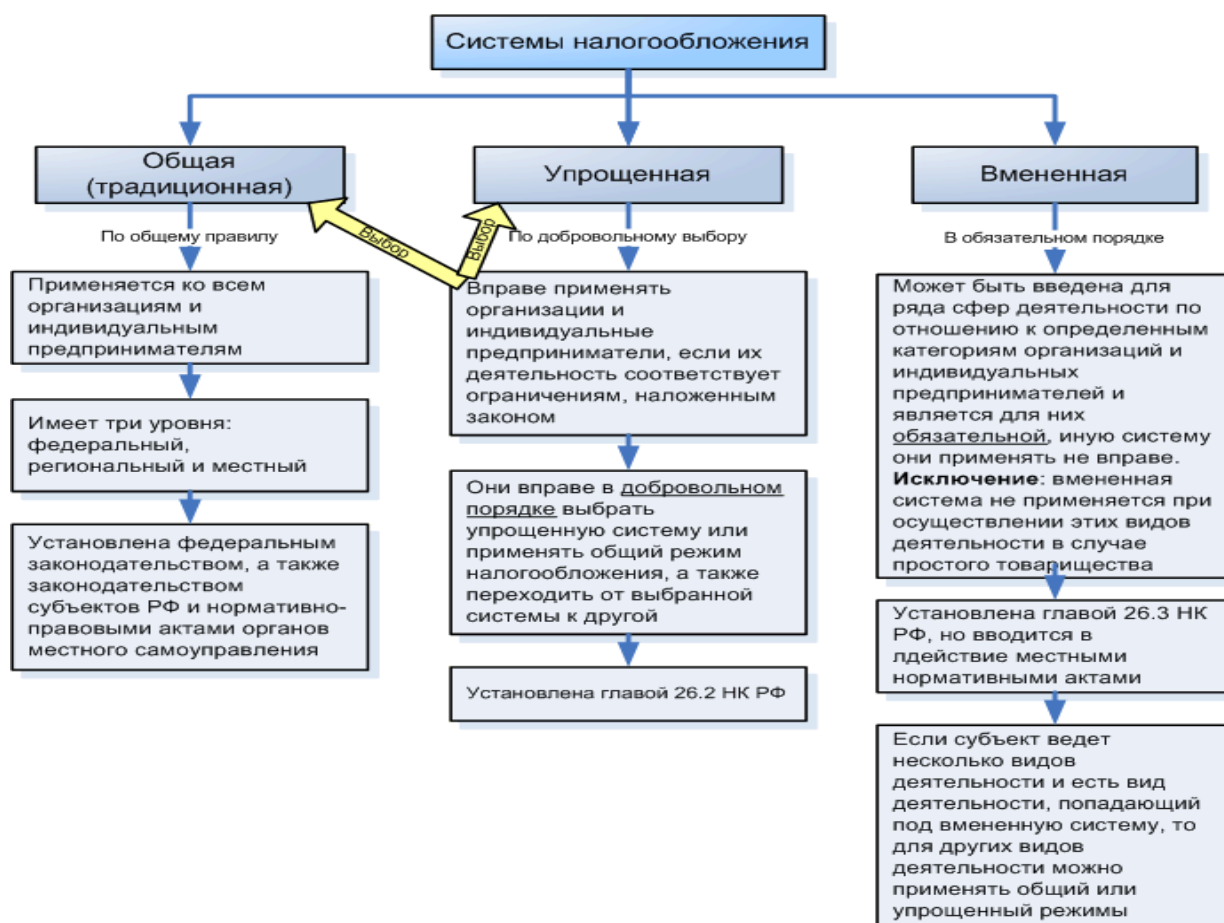 Системы налогообложения
Общая
(традиционная)
По общему правилу
Применяется ко всем
организациям и
индивидуальным
предпринимателям
Имеет три уровня:
федеральный,
региональный и местный
Установлена федеральным
законодательством, а также
законодательством
субъектов РФ и нормативно-
правовыми актами органов
местного самоуправления
Выбор
Выбор
Упрощенная
По добровольному выбору
Вправе применять
организации и
индивидуальные
предприниматели, если их
деятельность соответствует
ограничениям, наложенным
законом
Они вправе в добровольном
порядке выбрать
упрощенную систему или
применять общий режим
налогообложения, а также
переходить от выбранной
системы к другой
Установлена главой 26.2 НК РФ
Вмененная
В обязательном порядке
Может быть введена для
ряда сфер деятельности по
отношению к определенным
категориям организаций и
индивидуальных
предпринимателей и
является для них
обязательной, иную систему
они применять не вправе.
Исключение: вмененная
система не применяется при
осуществлении этих видов
деятельности в случае
простого товарищества
Установлена главой 26.3 НК
РФ, но вводится в
лдействие местными
нормативными актами
Если субъект ведет
несколько видов
деятельности и есть вид
деятельности, попадающий
под вмененную систему, то
для других видов
деятельности можно
применять общий или
упрощенный режимы